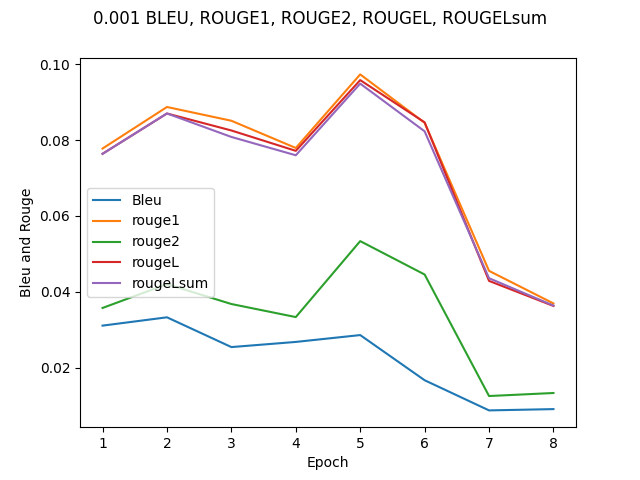 0.001 BLEU, ROUGE1, ROUGE2, ROUGEL, ROUGELsum
0.10
0.08
0.06
0.04
0.02
Bleu and Rouge
Bleu
rouge1
rouge2
rougeL
rougeLsum
1 2 3 4 5 6 7 8
Epoch